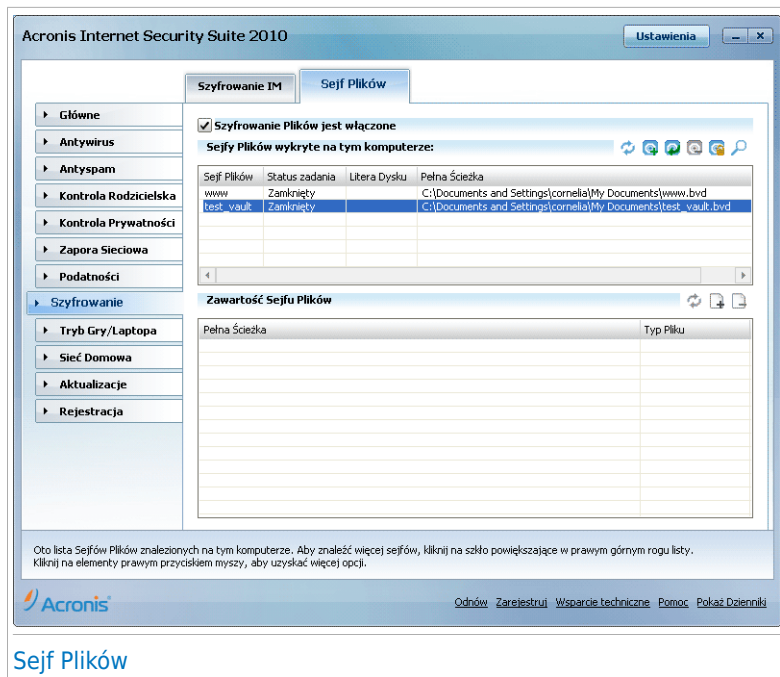 Acronis Internet Security Suite 2010
Ustawienia
Szyfrowanie IM
Sejf Plików
Główne
Antywirus
Antyspam
Kontrola Rodzicielska
Kontrola Prywatności
Zapora Sieciowa
Podatności
Szyfrowanie
Tryb Gry/Laptopa
Sieć Domowa
Aktualizacje
Rejestracja
Szyfrowanie Plików jest włączone
Sejfy Plików wykryte na tym komputerze:
Sejf Plików Status zadania Litera Dysku Pełna Ścieżka
www Zamknięty C:\Documents and Settings\cornelia\My Documents\www.bvd
test_vault Zamknięty C:\Documents and Settings\cornelia\My Documents\test_vault.bvd
Zawartość Sejfu Plików
Pełna Ścieżka Typ Pliku
Oto lista Sejfów Plików znalezionych na tym komputerze. Aby znaleźć więcej sejfów, kliknij na szkło powiększające w prawym górnym rogu listy.
Kliknij na elementy prawym przyciskiem myszy, aby uzyskać więcej opcji.
Acronis
Odnów Zarejestruj Wsparcie techniczne Pomoc Pokaż Dzienniki
Sejf Plików